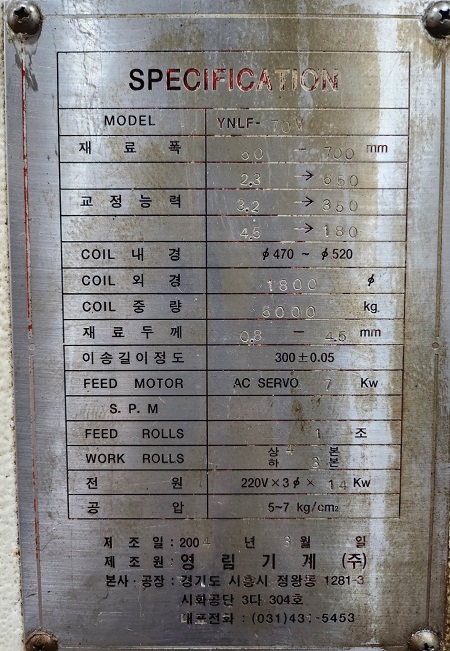 SPECIFICATION
MODEL YNLF- 70V
재 료 폭 60 - 700 mm
2.3 → 650
교 정 능 력 3.2 → 350
4.5 → 180
COIL 내 경 φ470 ~ φ520
COIL 외 경 1800 φ
COIL 중 량 kg.
재 료 두 께 0.8 - 4.5 mm
이송길이정도 300±0.05
FEED MOTOR AC SERVO 7 Kw
S. P. M
FEED ROLLS 1 조
WORK ROLLS 상 4 본
하 3 본
전 원 220V×3φ× 14 Kw
공 압 5~7 kg/cm2
제 조 일 : 200 년 월 일
제 조 원 : 영 림 기 계 (주)
본사 · 공장 : 경기도 시흥시 정왕동 1281-3
시화공단 3다 304호
대표전화 : (031)431-5453